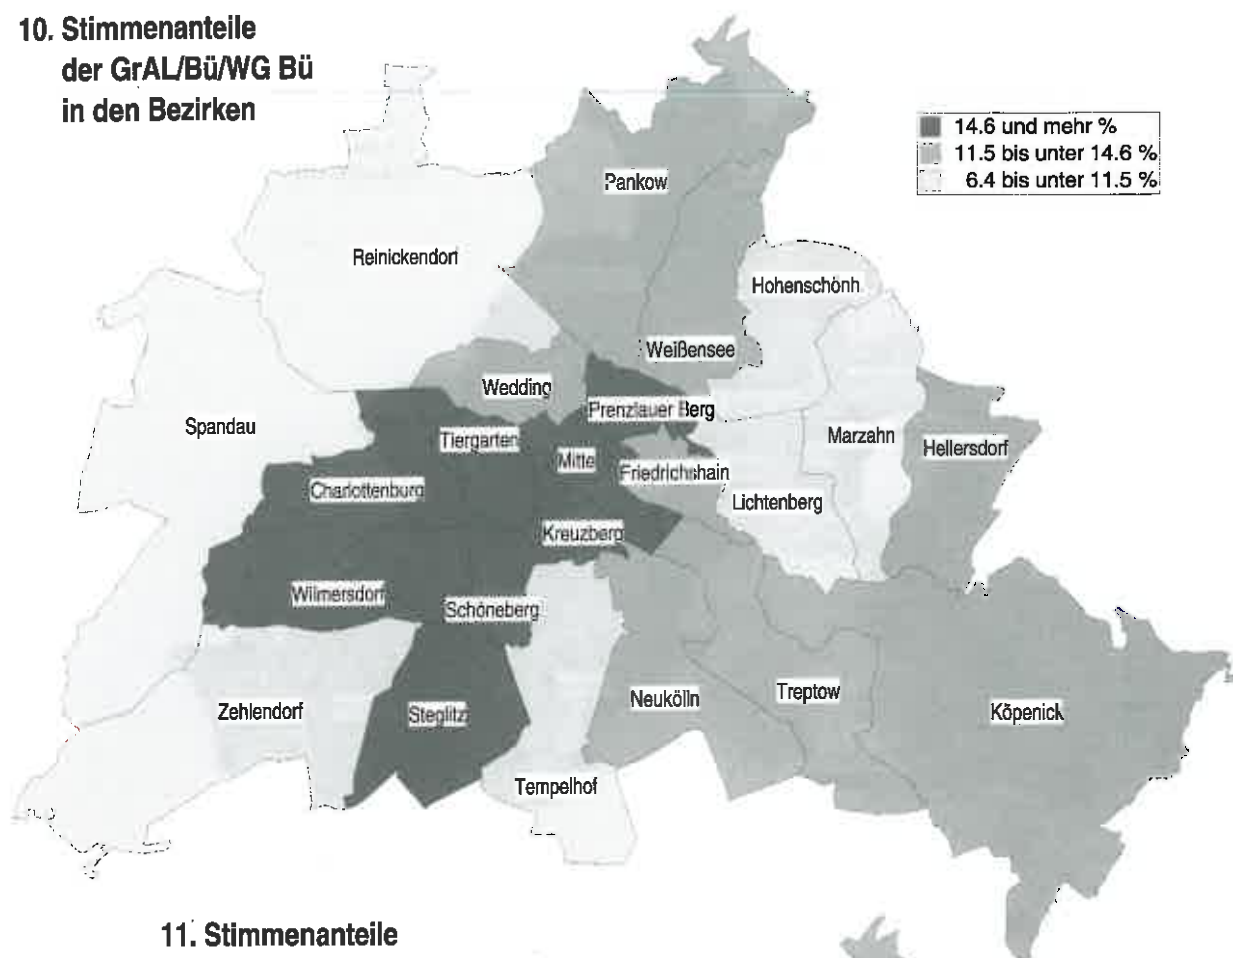 10. Stimmenanteile
der GrAL/Bü/WG Bü
in den Bezirken
14.6 und mehr %
11.5 bis unter 14.6 %
6.4 bis unter 11.5 %
Pankow
Reinickendorf
Hohenschönh.
Weißensee
Wedding
Prenzlauer Berg
Spandau
Tiergarten
Marzahn
Hellersdorf
Mitte
Friedrichshain
Charlottenburg
Lichtenberg
Kreuzberg
Wilmersdorf
Schöneberg
Zehlendorf
Steglitz
Neukölln
Treptow
Köpenick
Tempelhof
11. Stimmenanteile